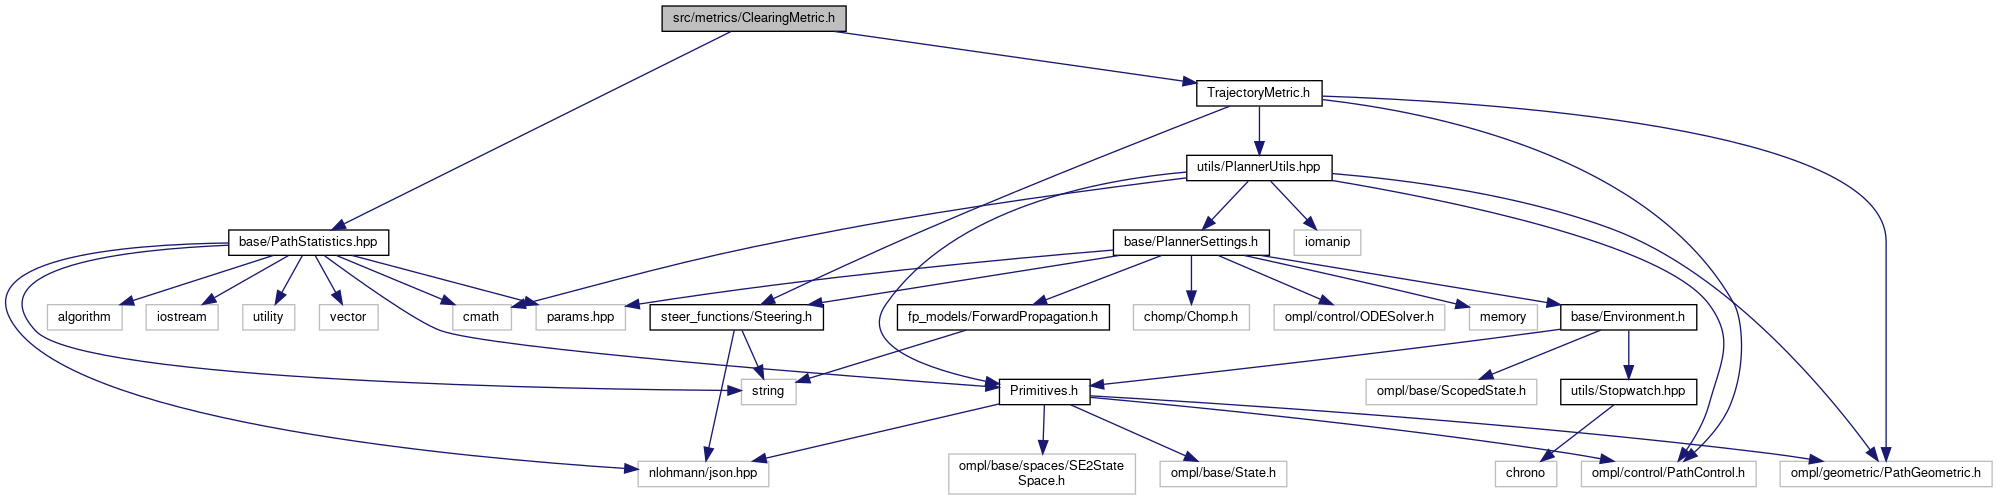 src/metrics/ClearingMetric.h
TrajectoryMetric.h
utils/PlannerUtils.hpp
base/PathStatistics.hpp
base/PlannerSettings.h
iomanip
algorithm
iostream
utility
vector
cmath
params.hpp
steer_functions/Steering.h
fp_models/ForwardPropagation.h
chomp/Chomp.h
ompl/control/ODESolver.h
memory
base/Environment.h
string
Primitives.h
ompl/base/ScopedState.h
utils/Stopwatch.hpp
nlohmann/json.hpp
ompl/base/spaces/SE2State
Space.h
ompl/base/State.h
chrono
ompl/control/PathControl.h
ompl/geometric/PathGeometric.h